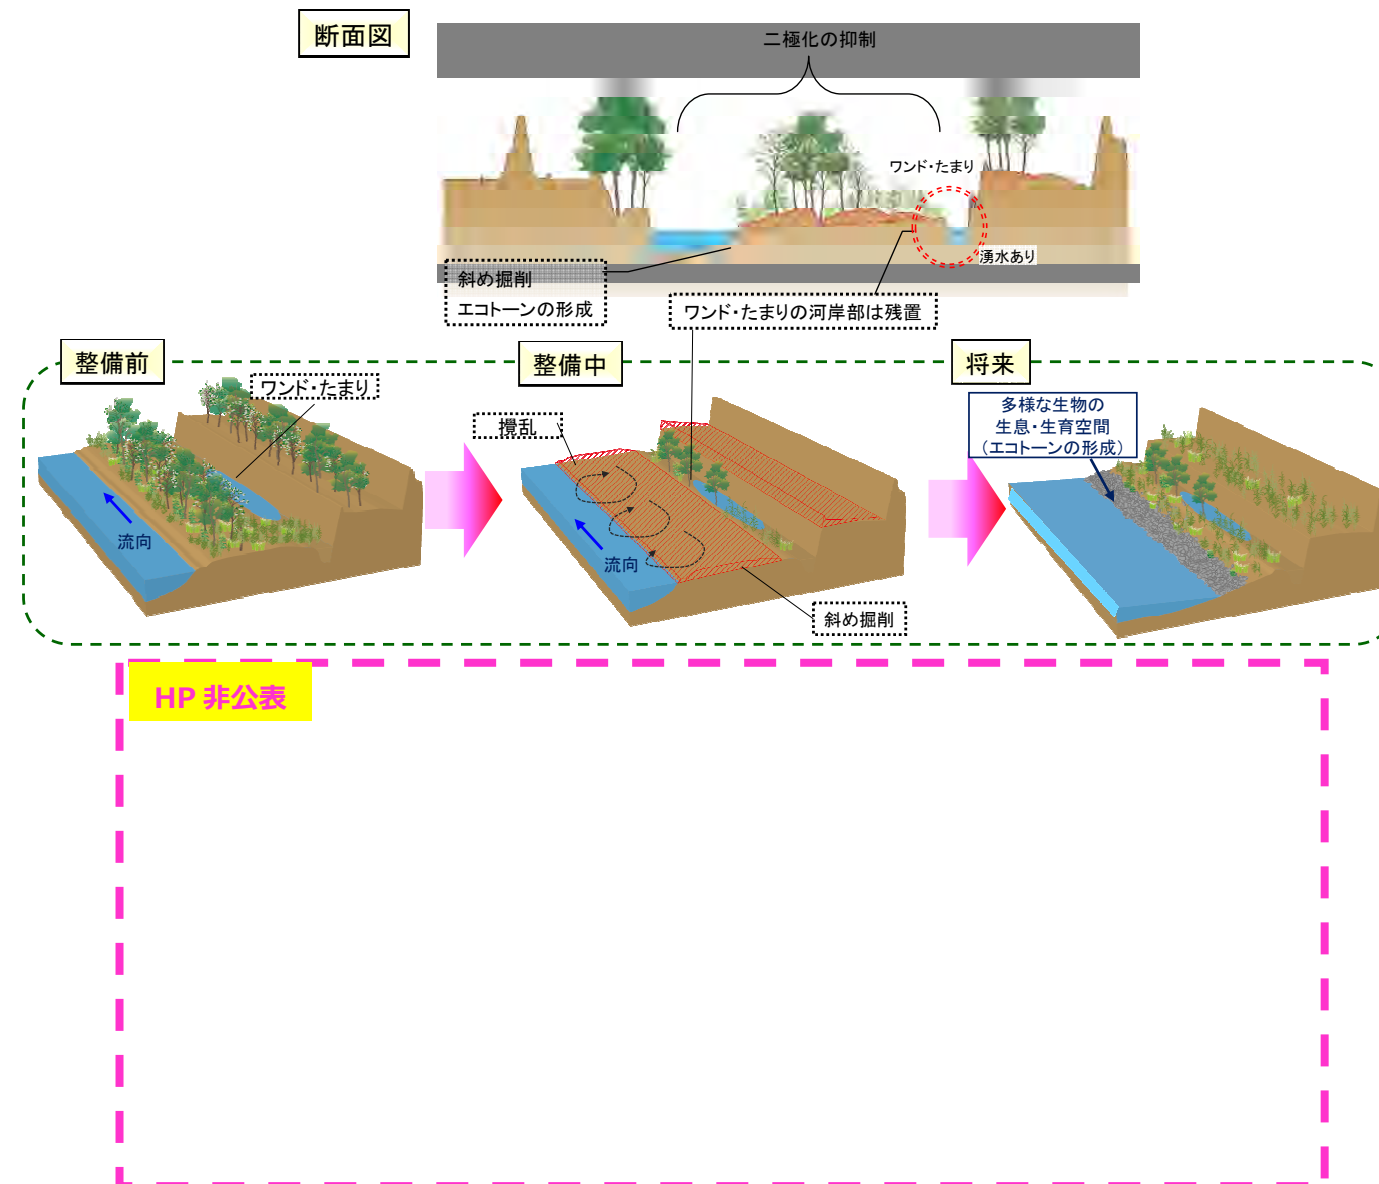 断面図
二極化の抑制
ワンド・たまり
湧水あり
斜め掘削
エコトーンの形成
ワンド・たまりの河岸部は残置
整備前
整備中
将来
ワンド・たまり
流向
攪乱
流向
斜め掘削
多様な生物の
生息・生育空間
（エコトーンの形成）
HP 非公表